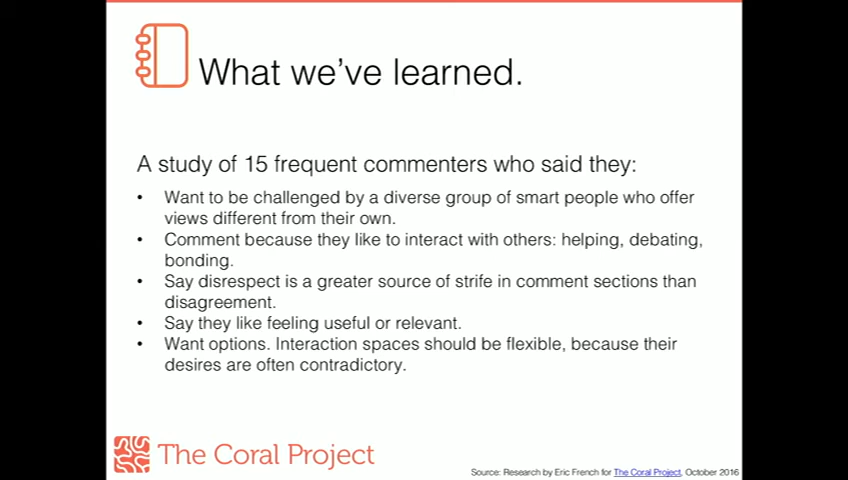 What we've learned.
A study of 15 frequent commenters who said they:
• Want to be challenged by a diverse group of smart people who offer
views different from their own.
• Comment because they like to interact with others: helping, debating,
bonding.
• Say disrespect is a greater source of strife in comment sections than
disagreement.
• Say they like feeling useful or relevant.
• Want options. Interaction spaces should be flexible, because their
desires are often contradictory.
The Coral Project
Source: Research by Eric French for The Coral Project, October 2016